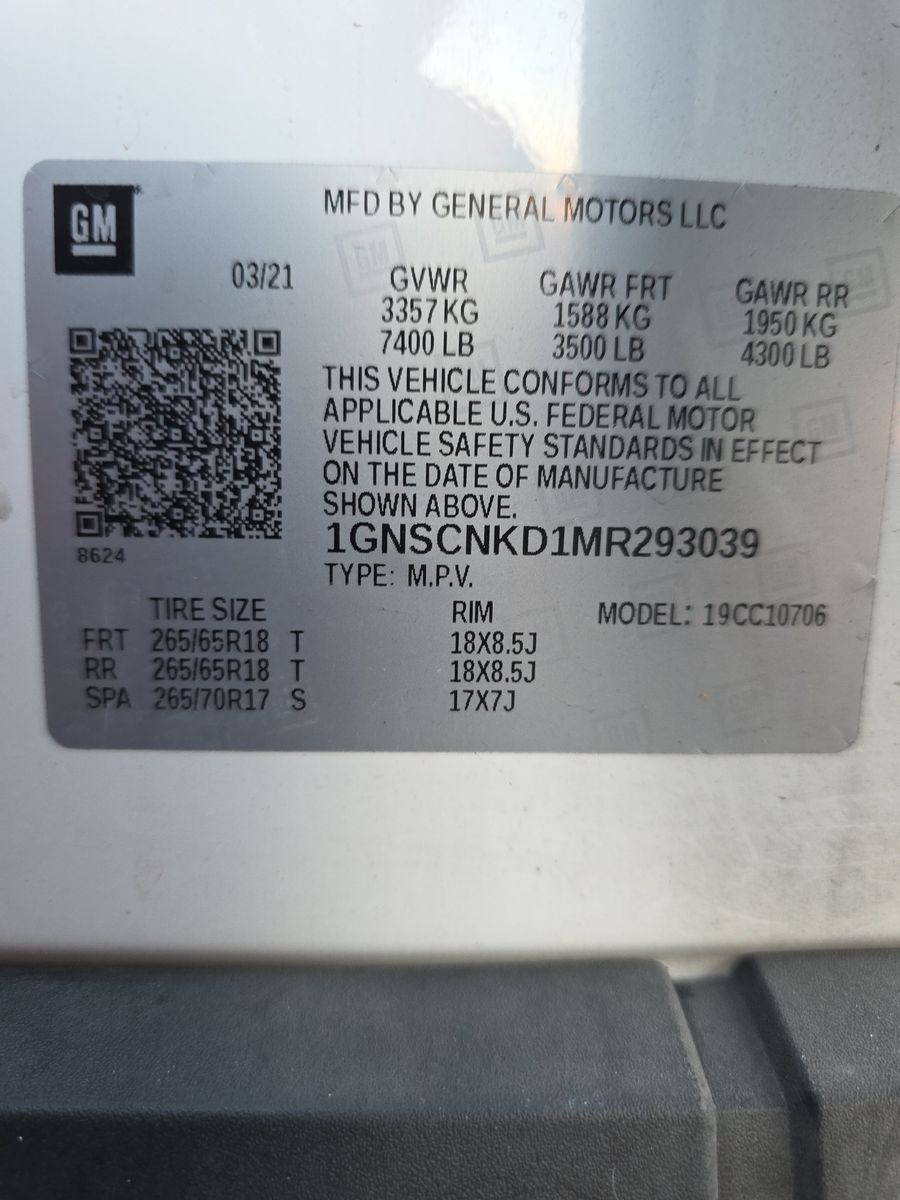 GM
MFD BY GENERAL MOTORS LLC
03/21
GVWR GAWR FRT GAWR RR
3357 KG 1588 KG 1950 KG
7400 LB 3500 LB 4300 LB
THIS VEHICLE CONFORMS TO ALL
APPLICABLE U.S. FEDERAL MOTOR
VEHICLE SAFETY STANDARDS IN EFFECT
ON THE DATE OF MANUFACTURE
SHOWN ABOVE.
8624
1GNSCNKD1MR293039
TYPE: M.P.V.
TIRE SIZE RIM MODEL: 19CC10706
FRT 265/65R18 T 18X8.5J
RR 265/65R18 T 18X8.5J
SPA 265/70R17 S 17X7J